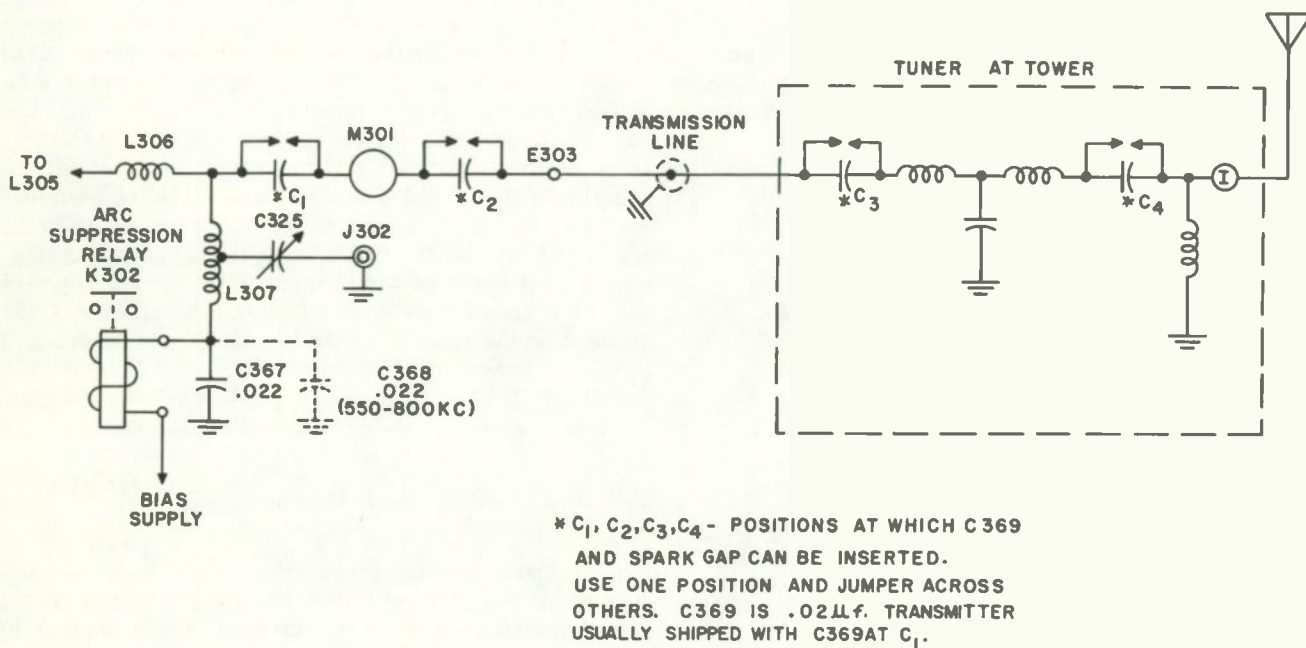 TUNER AT TOWER
TRANSMISSION
LINE
L306
M301
E303
TO
L305
*C1
*C2
*C3
*C4
I
ARC
SUPPRESSION
RELAY
K302
C325
J302
L307
C367
.022
C368
.022
(550-800KC)
BIAS
SUPPLY
*C1, C2, C3, C4 - POSITIONS AT WHICH C369
AND SPARK GAP CAN BE INSERTED.
USE ONE POSITION AND JUMPER ACROSS
OTHERS. C369 IS .02µf. TRANSMITTER
USUALLY SHIPPED WITH C369 AT C1.